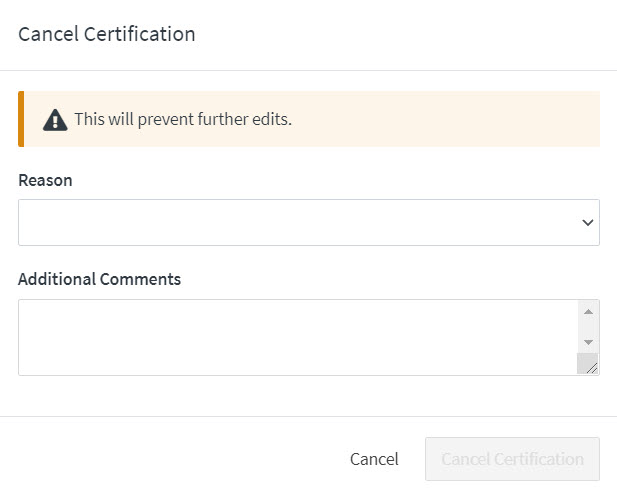 Cancel Certification
This will prevent further edits.
Reason
Additional Comments
Cancel
Cancel Certification